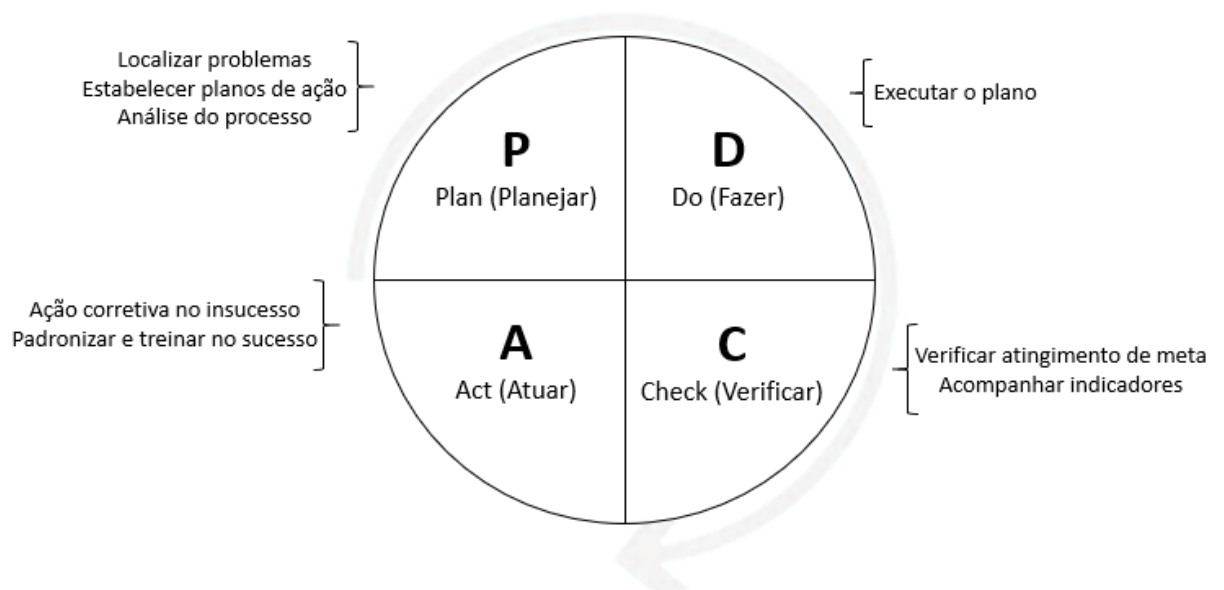 Localizar problemas
Estabelecer planos de ação
Análise do processo
P
Plan (Planejar)
D
Do (Fazer)
Executar o plano
Ação corretiva no insucesso
Padronizar e treinar no sucesso
A
Act (Atuar)
C
Check (Verificar)
Verificar atingimento de meta
Acompanhar indicadores